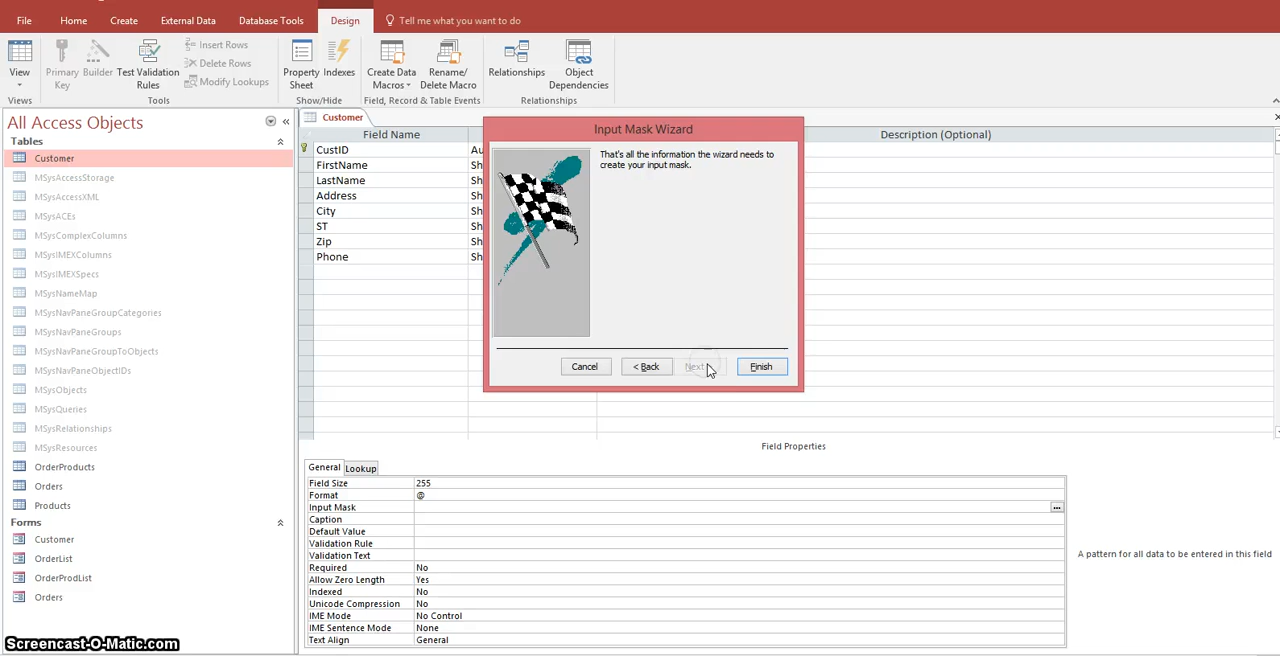 File Home Create External Data Database Tools Design Tell me what you want to do
View Primary Key Builder Test Validation Rules Insert Rows Delete Rows Modify Lookups Property Sheet Indexes Create Data Macros Rename/ Delete Macro Relationships Object Dependencies
Views Tools Show/Hide Field, Record & Table Events Relationships
All Access Objects «
Tables
Customer
MSysAccessStorage
MSysAccessXML
MSysACEs
MSysComplexColumns
MSysIMEXColumns
MSysIMEXSpecs
MSysNameMap
MSysNavPaneGroupCategories
MSysNavPaneGroups
MSysNavPaneGroupToObjects
MSysNavPaneObjectIDs
MSysObjects
MSysQueries
MSysRelationships
MSysResources
OrderProducts
Orders
Products
Forms
Customer
OrderList
OrderProdList
Orders
Customer
Field Name Description (Optional)
CustID Au
FirstName Sh
LastName Sh
Address Sh
City Sh
ST Sh
Zip Sh
Phone Sh
Input Mask Wizard
That's all the information the wizard needs to
create your input mask.
Cancel < Back Next Finish
Field Properties
General Lookup
Field Size 255
Format @
Input Mask ...
Caption
Default Value
Validation Rule
Validation Text
Required No
Allow Zero Length Yes
Indexed No
Unicode Compression No
IME Mode No Control
IME Sentence Mode None
Text Align General
A pattern for all data to be entered in this field
Screencast-O-Matic.com